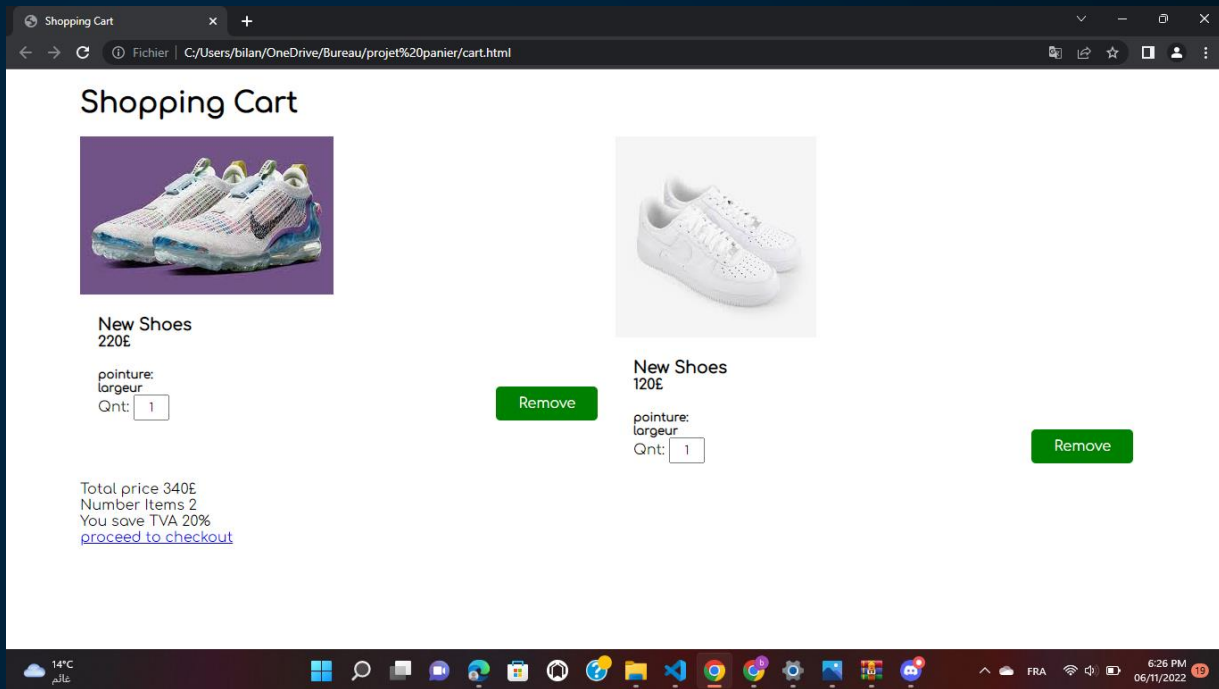 Shopping Cart
Fichier
C:/Users/bilan/OneDrive/Bureau/projet%20panier/cart.html
Shopping Cart
New Shoes
220£
pointure:
largeur
Qnt: 1
Remove
New Shoes
120£
pointure:
largeur
Qnt: 1
Remove
Total price 340£
Number Items 2
You save TVA 20%
proceed to checkout
14°C
غائم
FRA
6:26 PM
06/11/2022
19